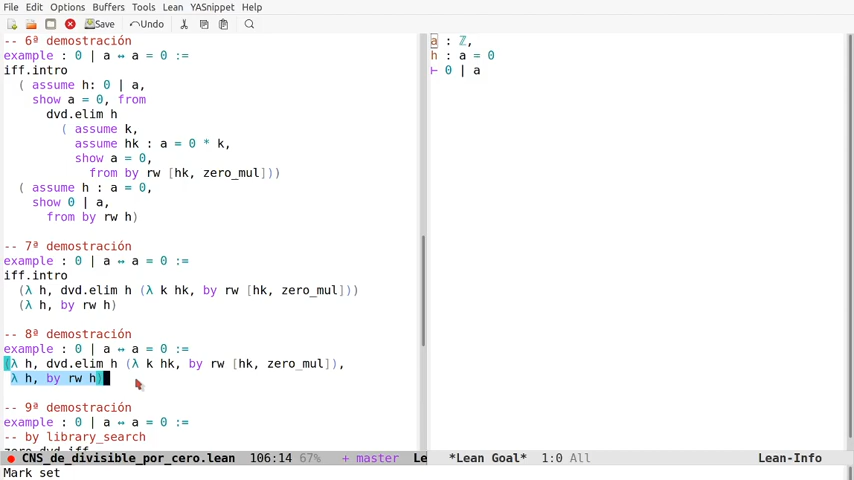 File Edit Options Buffers Tools Lean YASnippet Help
Save Undo
-- 6ª demostración
example : 0 ∣ a ↔ a = 0 :=
iff.intro
( assume h: 0 ∣ a,
show a = 0, from
dvd.elim h
( assume k,
assume hk : a = 0 * k,
show a = 0,
from by rw [hk, zero_mul]))
( assume h : a = 0,
show 0 ∣ a,
from by rw h)
-- 7ª demostración
example : 0 ∣ a ↔ a = 0 :=
iff.intro
(λ h, dvd.elim h (λ k hk, by rw [hk, zero_mul]))
(λ h, by rw h)
-- 8ª demostración
example : 0 ∣ a ↔ a = 0 :=
⟨λ h, dvd.elim h (λ k hk, by rw [hk, zero_mul]),
λ h, by rw h⟩
-- 9ª demostración
example : 0 ∣ a ↔ a = 0 :=
-- by library_search
zero_dvd_iff
CNS_de_divisible_por_cero.lean 106:14 67% + master Le
Mark set
a : ℤ,
h : a = 0
⊢ 0 ∣ a
*Lean Goal* 1:0 All Lean-Info